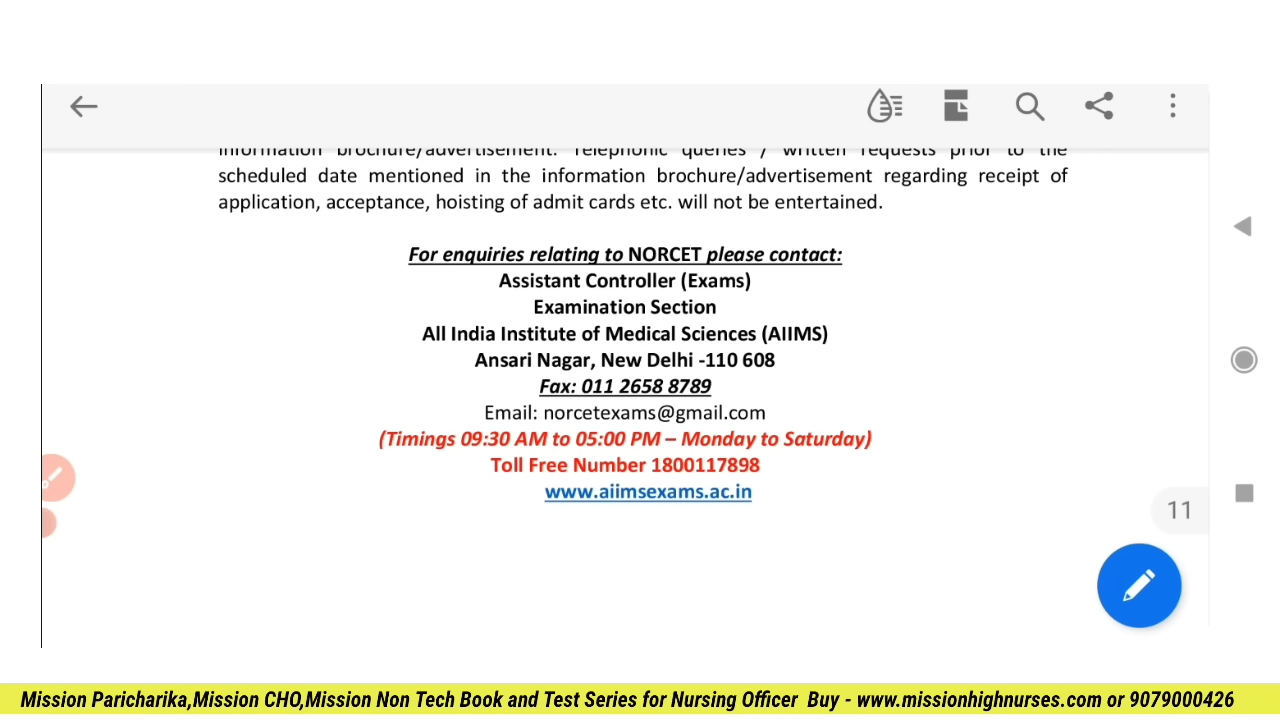 information brochure/advertisement. Telephonic queries / written requests prior to the
scheduled date mentioned in the information brochure/advertisement regarding receipt of
application, acceptance, hoisting of admit cards etc. will not be entertained.
For enquiries relating to NORCET please contact:
Assistant Controller (Exams)
Examination Section
All India Institute of Medical Sciences (AIIMS)
Ansari Nagar, New Delhi -110 608
Fax: 011 2658 8789
Email: norcetexams@gmail.com
(Timings 09:30 AM to 05:00 PM – Monday to Saturday)
Toll Free Number 1800117898
www.aiimsexams.ac.in
11
Mission Paricharika,Mission CHO,Mission Non Tech Book and Test Series for Nursing Officer Buy - www.missionhighnurses.com or 9079000426